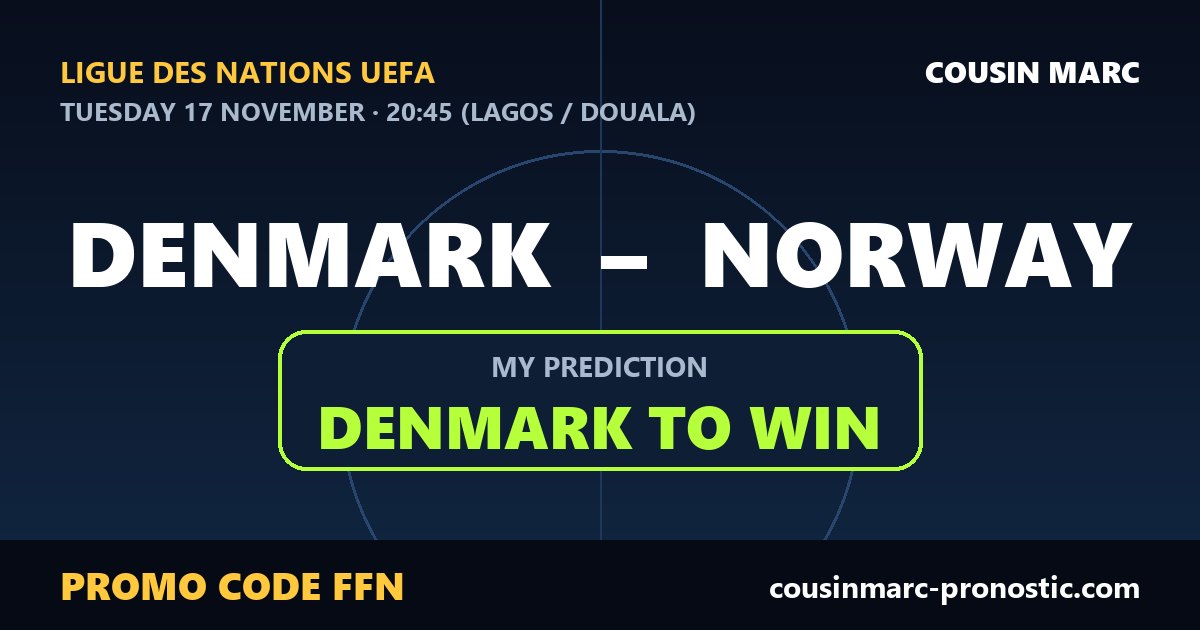 LIGUE DES NATIONS UEFA
COUSIN MARC
TUESDAY 17 NOVEMBER · 20:45 (LAGOS / DOUALA)
DENMARK – NORWAY
MY PREDICTION
DENMARK TO WIN
PROMO CODE FFN
cousinmarc-pronostic.com